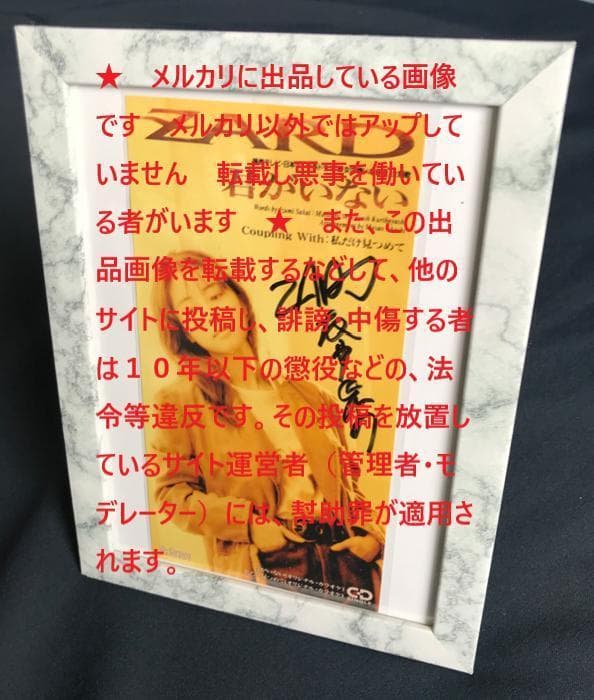 ★　メルカリに出品している画像
です　メルカリ以外ではアップして
いません　転載し悪事を働いてい
る者がいます　★　また、この出
品画像を転載するなどして、他の
サイトに投稿し、誹謗・中傷する者
は１０年以下の懲役などの、法
令等違反です。その投稿を放置し
ているサイト運営者（管理者・モ
デレーター）には、幇助罪が適用さ
れます。
ZARD
君がいない
Coupling With：私だけ見つめて
CD
SINGLE